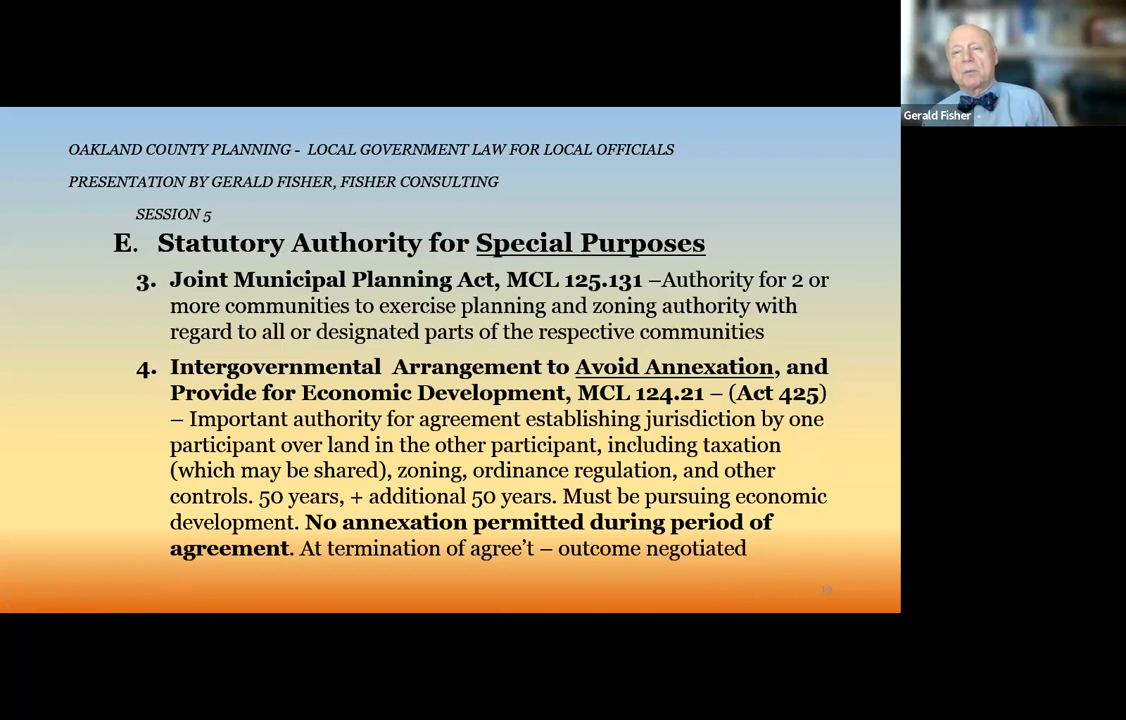 Gerald Fisher
OAKLAND COUNTY PLANNING - LOCAL GOVERNMENT LAW FOR LOCAL OFFICIALS
PRESENTATION BY GERALD FISHER, FISHER CONSULTING
SESSION 5
E. Statutory Authority for Special Purposes
3. Joint Municipal Planning Act, MCL 125.131 –Authority for 2 or
more communities to exercise planning and zoning authority with
regard to all or designated parts of the respective communities
4. Intergovernmental Arrangement to Avoid Annexation, and
Provide for Economic Development, MCL 124.21 – (Act 425)
– Important authority for agreement establishing jurisdiction by one
participant over land in the other participant, including taxation
(which may be shared), zoning, ordinance regulation, and other
controls. 50 years, + additional 50 years. Must be pursuing economic
development. No annexation permitted during period of
agreement. At termination of agree’t – outcome negotiated